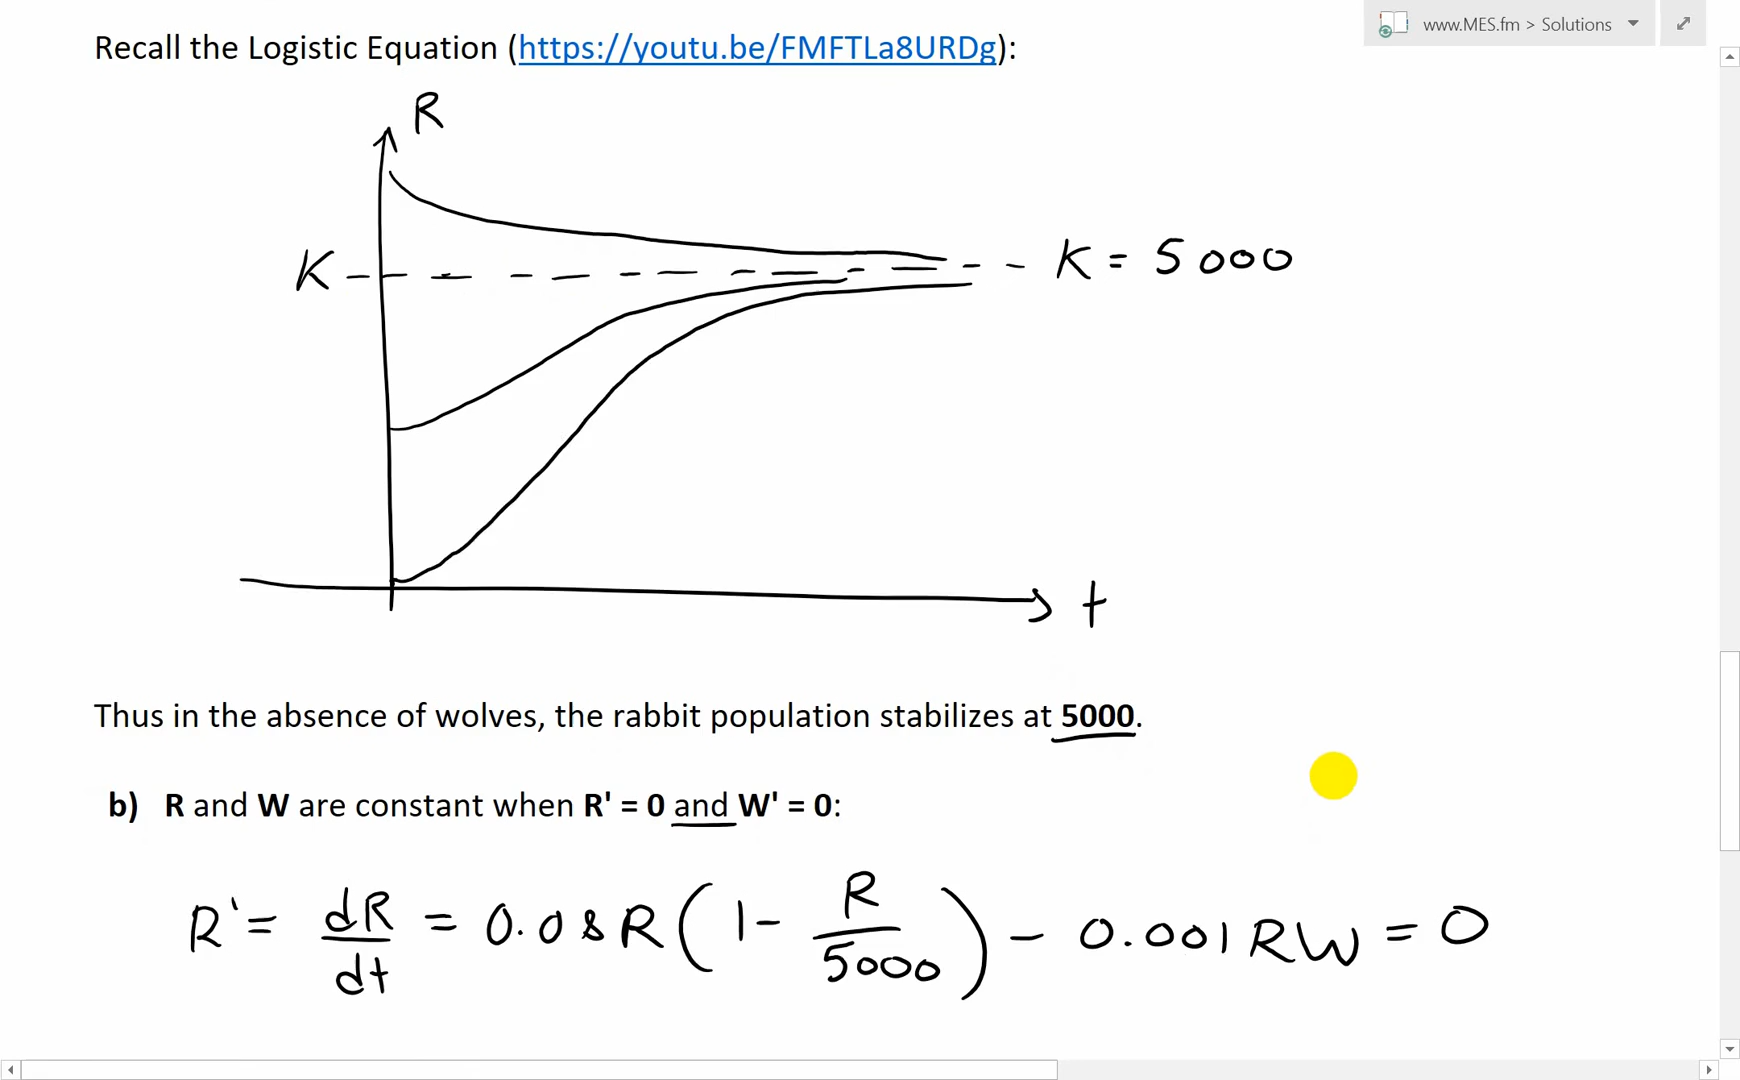 www.MES.fm > Solutions
Recall the Logistic Equation (https://youtu.be/FMFTLa8URDg):
R
K
K = 5000
t
Thus in the absence of wolves, the rabbit population stabilizes at 5000.
b) R and W are constant when R' = 0 and W' = 0:
R' = dR/dt = 0.08R(1 - R/5000) - 0.001RW = 0